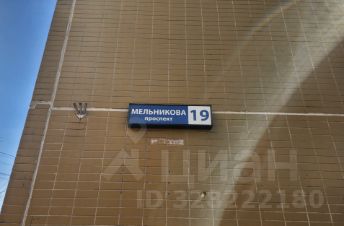 МЕЛЬНИКОВА
проспект
19
циан
ID 328222180